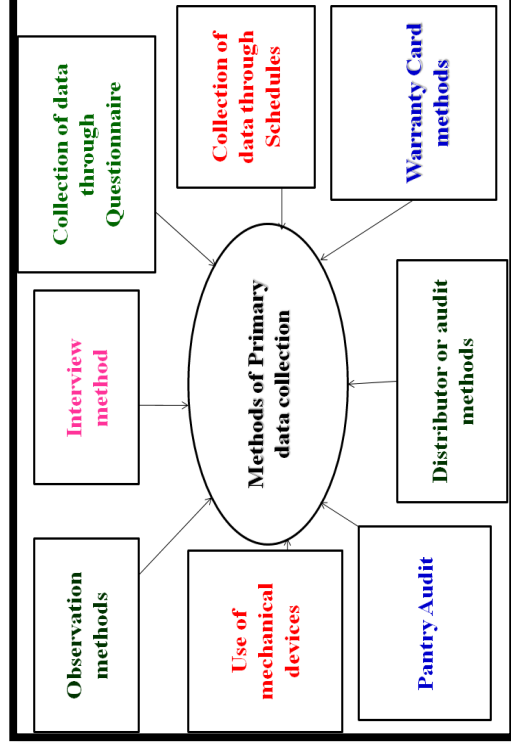 Observation
methods
Interview
method
Collection of data
through
Questionnaire
Use of
mechanical
devices
Methods of Primary
data collection
Collection of
data through
Schedules
Pantry Audit
Distributor or audit
methods
Warranty Card
methods